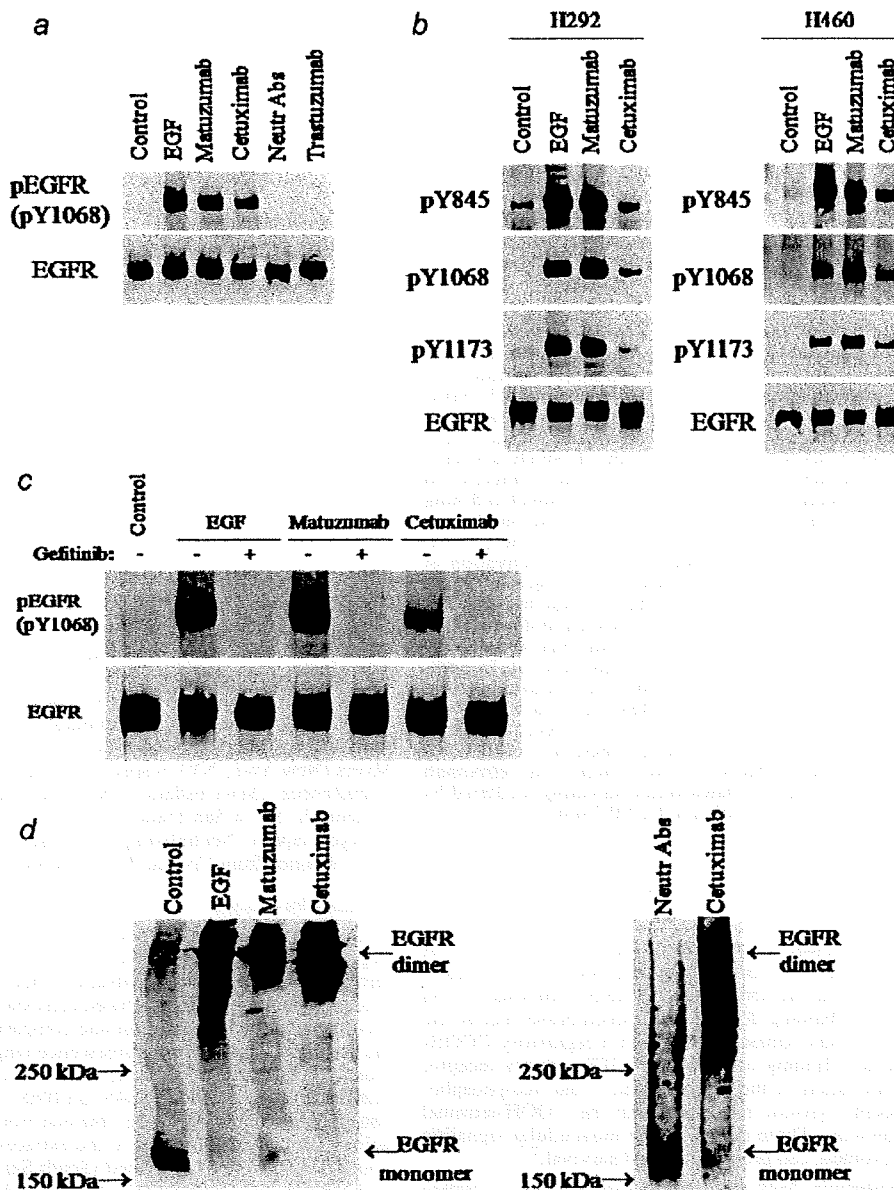 a
Control
EGF
Matuzumab
Cetuximab
Neutr Abs
Trastuzumab
pEGFR
(pY1068)
EGFR
b
H292
Control
EGF
Matuzumab
Cetuximab
pY845
pY1068
pY1173
EGFR
H460
Control
EGF
Matuzumab
Cetuximab
pY845
pY1068
pY1173
EGFR
c
Control
EGF
Matuzumab
Cetuximab
Gefitinib: - - + - + - +
pEGFR
(pY1068)
EGFR
d
Control
EGF
Matuzumab
Cetuximab
EGFR
dimer
250 kDa
EGFR
monomer
150 kDa
Neutr Abs
Cetuximab
EGFR
dimer
250 kDa
EGFR
monomer
150 kDa